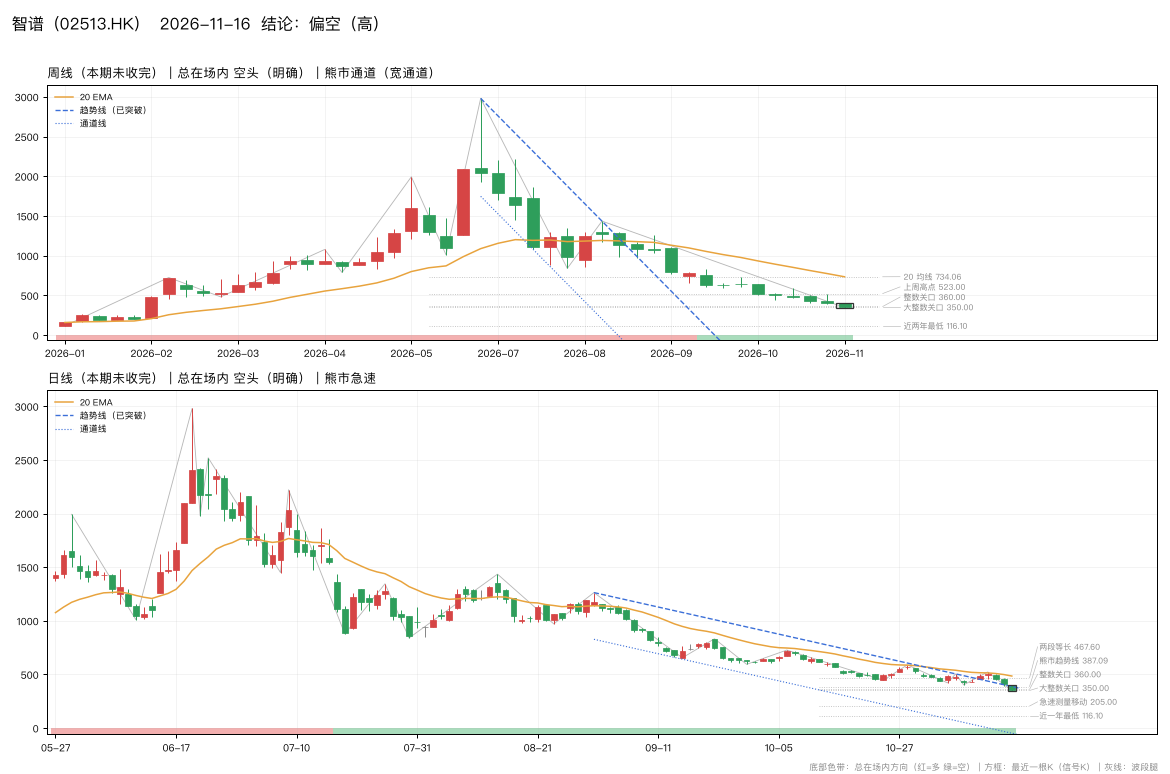 智谱（02513.HK） 2026-11-16 结论：偏空（高）
周线（本期未收完）｜总在场内 空头（明确）｜熊市通道（宽通道）
20 EMA
趋势线（已突破）
通道线
3000
2500
2000
1500
1000
500
0
20 均线 734.06
上周高点 523.00
整数关口 360.00
大整数关口 350.00
近两年最低 116.10
2026-01 2026-02 2026-03 2026-04 2026-05 2026-07 2026-08 2026-09 2026-10 2026-11
日线（本期未收完）｜总在场内 空头（明确）｜熊市急速
20 EMA
趋势线（已突破）
通道线
3000
2500
2000
1500
1000
500
0
两段等长 467.60
熊市趋势线 387.09
整数关口 360.00
大整数关口 350.00
急速测量移动 205.00
近一年最低 116.10
05-27 06-17 07-10 07-31 08-21 09-11 10-05 10-27
底部色带：总在场内方向（红=多 绿=空）｜方框：最近一根K（信号K）｜灰线：波段腿